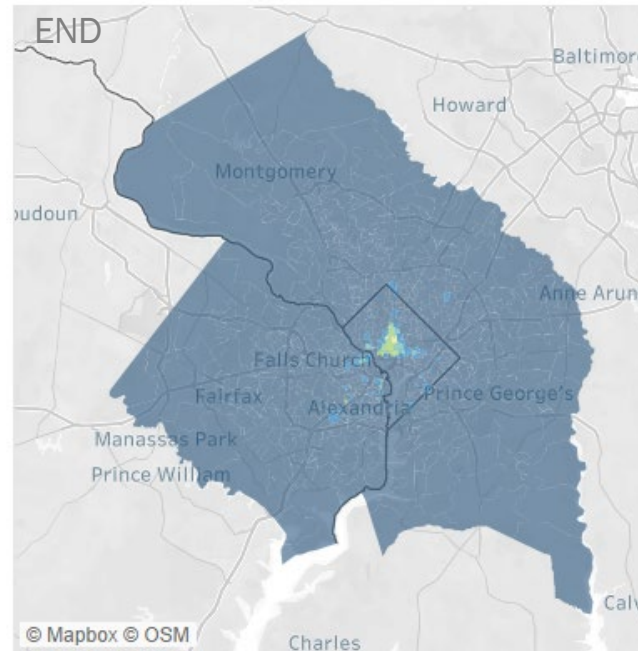 END
Baltimore
Howard
Montgomery
oudoun
Anne Arun
Falls Church
Fairfax
Prince George's
Alexandria
Manassas Park
Prince William
Calv
© Mapbox © OSM
Charles